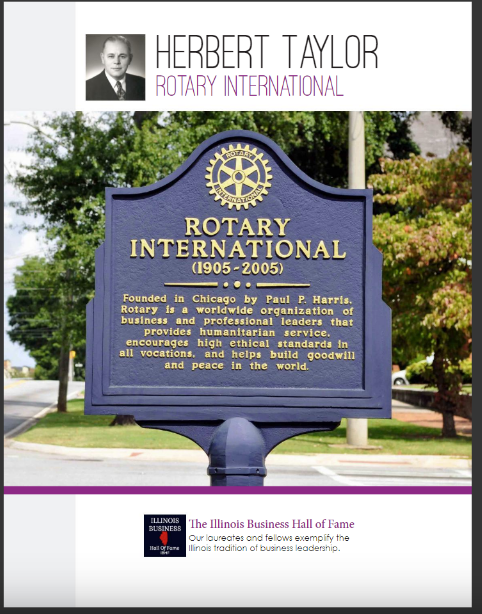 HERBERT TAYLOR
ROTARY INTERNATIONAL
ROTARY
INTERNATIONAL
ROTARY
INTERNATIONAL
(1905-2005)
Founded in Chicago by Paul P. Harris.
Rotary is a worldwide organization of
business and professional leaders that
provides humanitarian service,
encourages high ethical standards in
all vocations, and helps build goodwill
and peace in the world.
ILLINOIS
BUSINESS
Hall Of Fame
The Illinois Business Hall of Fame
Our laureates and fellows exemplify the
Illinois tradition of business leadership.